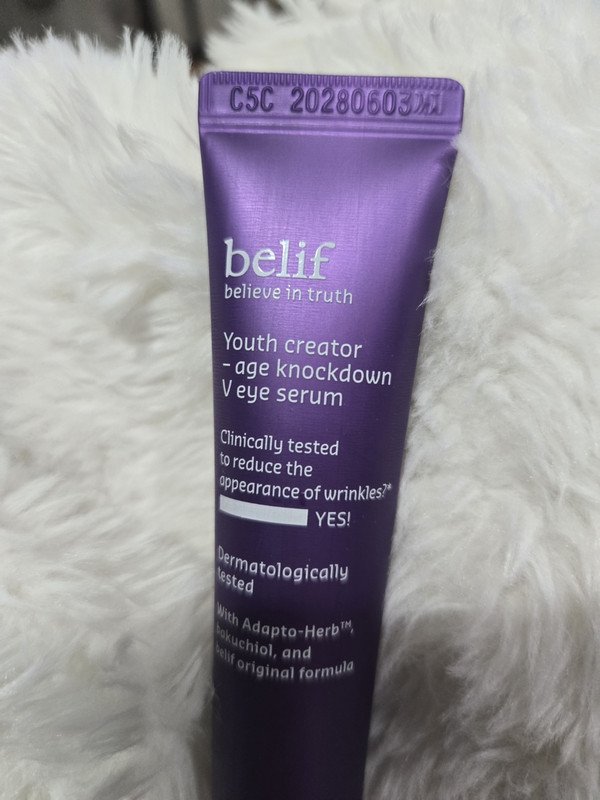 C5C 20280603
belif
believe in truth
Youth creator
- age knockdown
V eye serum
Clinically tested
to reduce the
appearance of wrinkles?*
YES!
Dermatologically
tested
With Adapto-Herb™,
bakuchiol, and
belif original formula